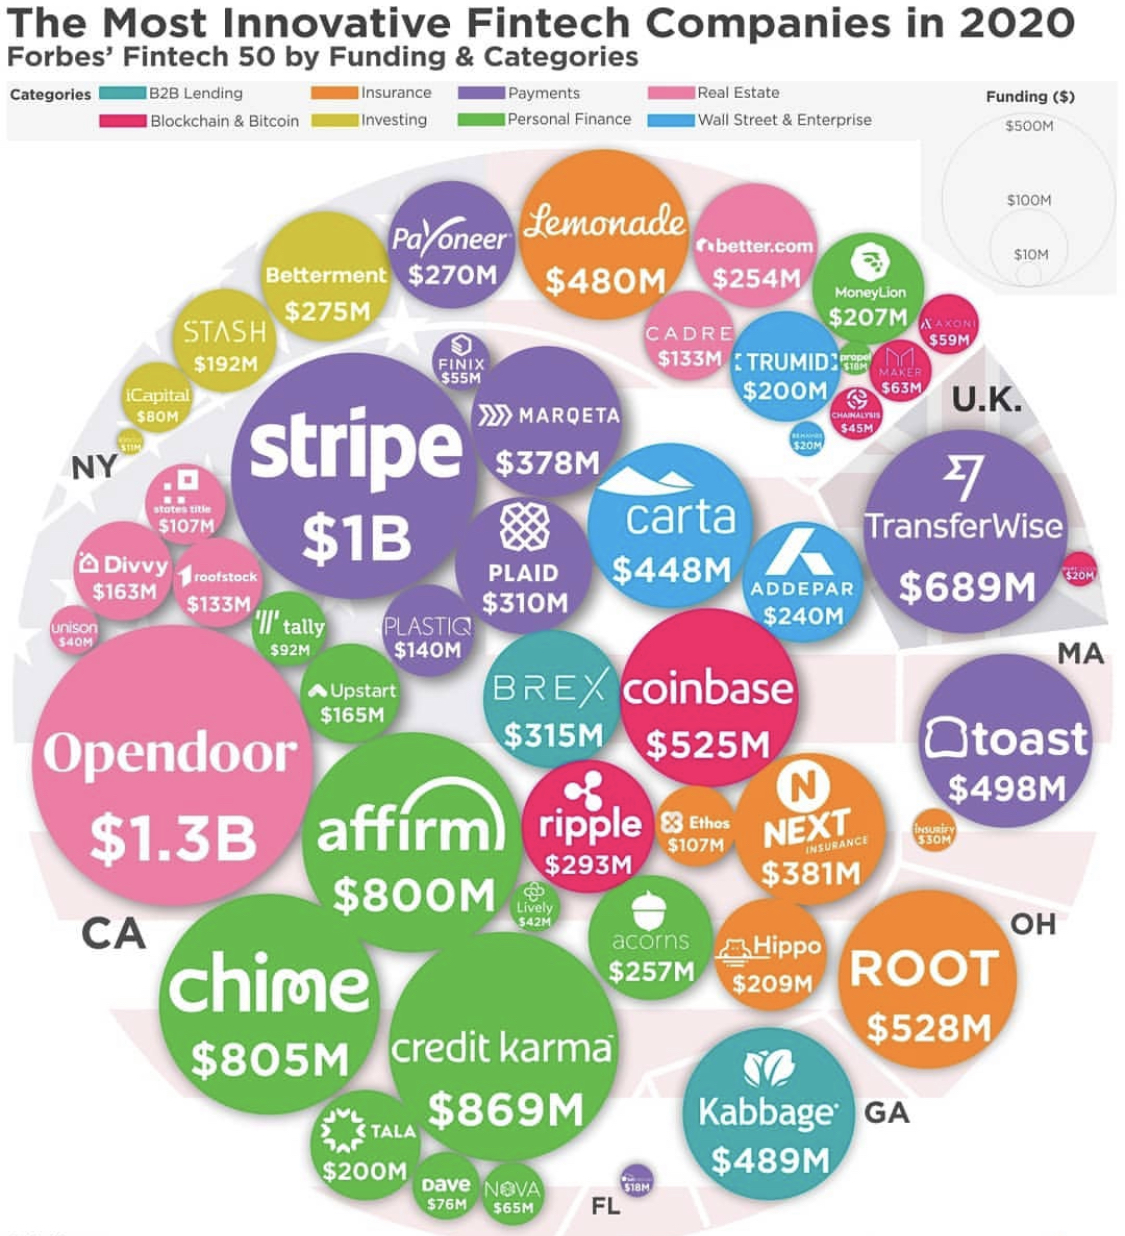 The Most Innovative Fintech Companies in 2020
Forbes' Fintech 50 by Funding & Categories
Categories
B2B Lending
Insurance
Payments
Real Estate
Blockchain & Bitcoin
Investing
Personal Finance
Wall Street & Enterprise
Funding ($)
$500M
$100M
$10M
Lemonade
$480M
Payoneer
$270M
better.com
$254M
Betterment
$275M
MoneyLion
$207M
STASH
$192M
CADRE
$133M
AXONI
$59M
TRUMID
$200M
propel
$18M
MAKER
$63M
FINIX
$55M
iCapital
$80M
CHAINALYSIS
$45M
$20M
$11M
NY
U.K.
stripe
$1B
MARQETA
$378M
carta
$448M
TransferWise
$689M
$20M
states title
$107M
PLAID
$310M
ADDEPAR
$240M
Divvy
$163M
roofstock
$133M
unison
$40M
tally
$92M
PLASTIQ
$140M
MA
Upstart
$165M
BREX
$315M
coinbase
$525M
toast
$498M
Opendoor
$1.3B
affirm
$800M
ripple
$293M
Ethos
$107M
NEXT
INSURANCE
$381M
INSURIFY
$30M
Lively
$42M
CA
acorns
$257M
Hippo
$209M
ROOT
$528M
OH
chime
$805M
credit karma
$869M
Kabbage
$489M
GA
TALA
$200M
Dave
$76M
NOVA
$65M
FL
$18M